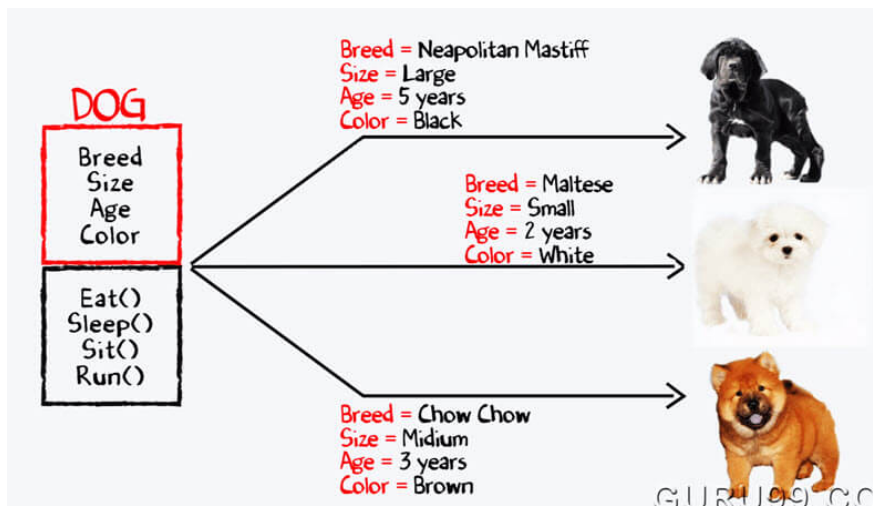 DOG
Breed
Size
Age
Color
Eat()
Sleep()
Sit()
Run()
Breed = Neapolitan Mastiff
Size = Large
Age = 5 years
Color = Black
Breed = Maltese
Size = Small
Age = 2 years
Color = White
Breed = Chow Chow
Size = Midium
Age = 3 years
Color = Brown
GURU99.CO